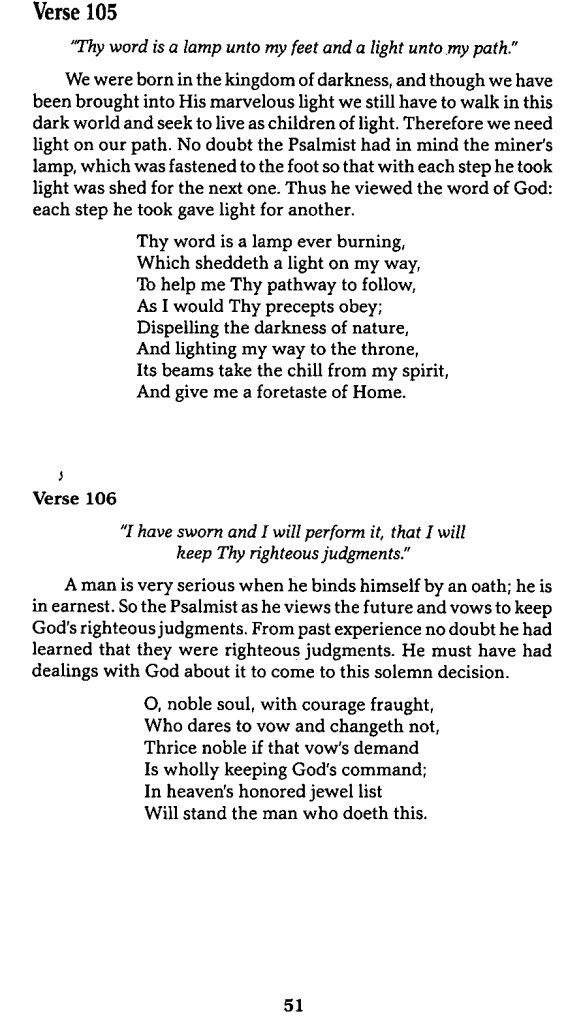 Verse 105
"Thy word is a lamp unto my feet and a light unto my path."
We were born in the kingdom of darkness, and though we have
been brought into His marvelous light we still have to walk in this
dark world and seek to live as children of light. Therefore we need
light on our path. No doubt the Psalmist had in mind the miner's
lamp, which was fastened to the foot so that with each step he took
light was shed for the next one. Thus he viewed the word of God:
each step he took gave light for another.
Thy word is a lamp ever burning,
Which sheddeth a light on my way,
To help me Thy pathway to follow,
As I would Thy precepts obey;
Dispelling the darkness of nature,
And lighting my way to the throne,
Its beams take the chill from my spirit,
And give me a foretaste of Home.
Verse 106
"I have sworn and I will perform it, that I will
keep Thy righteous judgments."
A man is very serious when he binds himself by an oath; he is
in earnest. So the Psalmist as he views the future and vows to keep
God's righteous judgments. From past experience no doubt he had
learned that they were righteous judgments. He must have had
dealings with God about it to come to this solemn decision.
O, noble soul, with courage fraught,
Who dares to vow and changeth not,
Thrice noble if that vow's demand
Is wholly keeping God's command;
In heaven's honored jewel list
Will stand the man who doeth this.
51